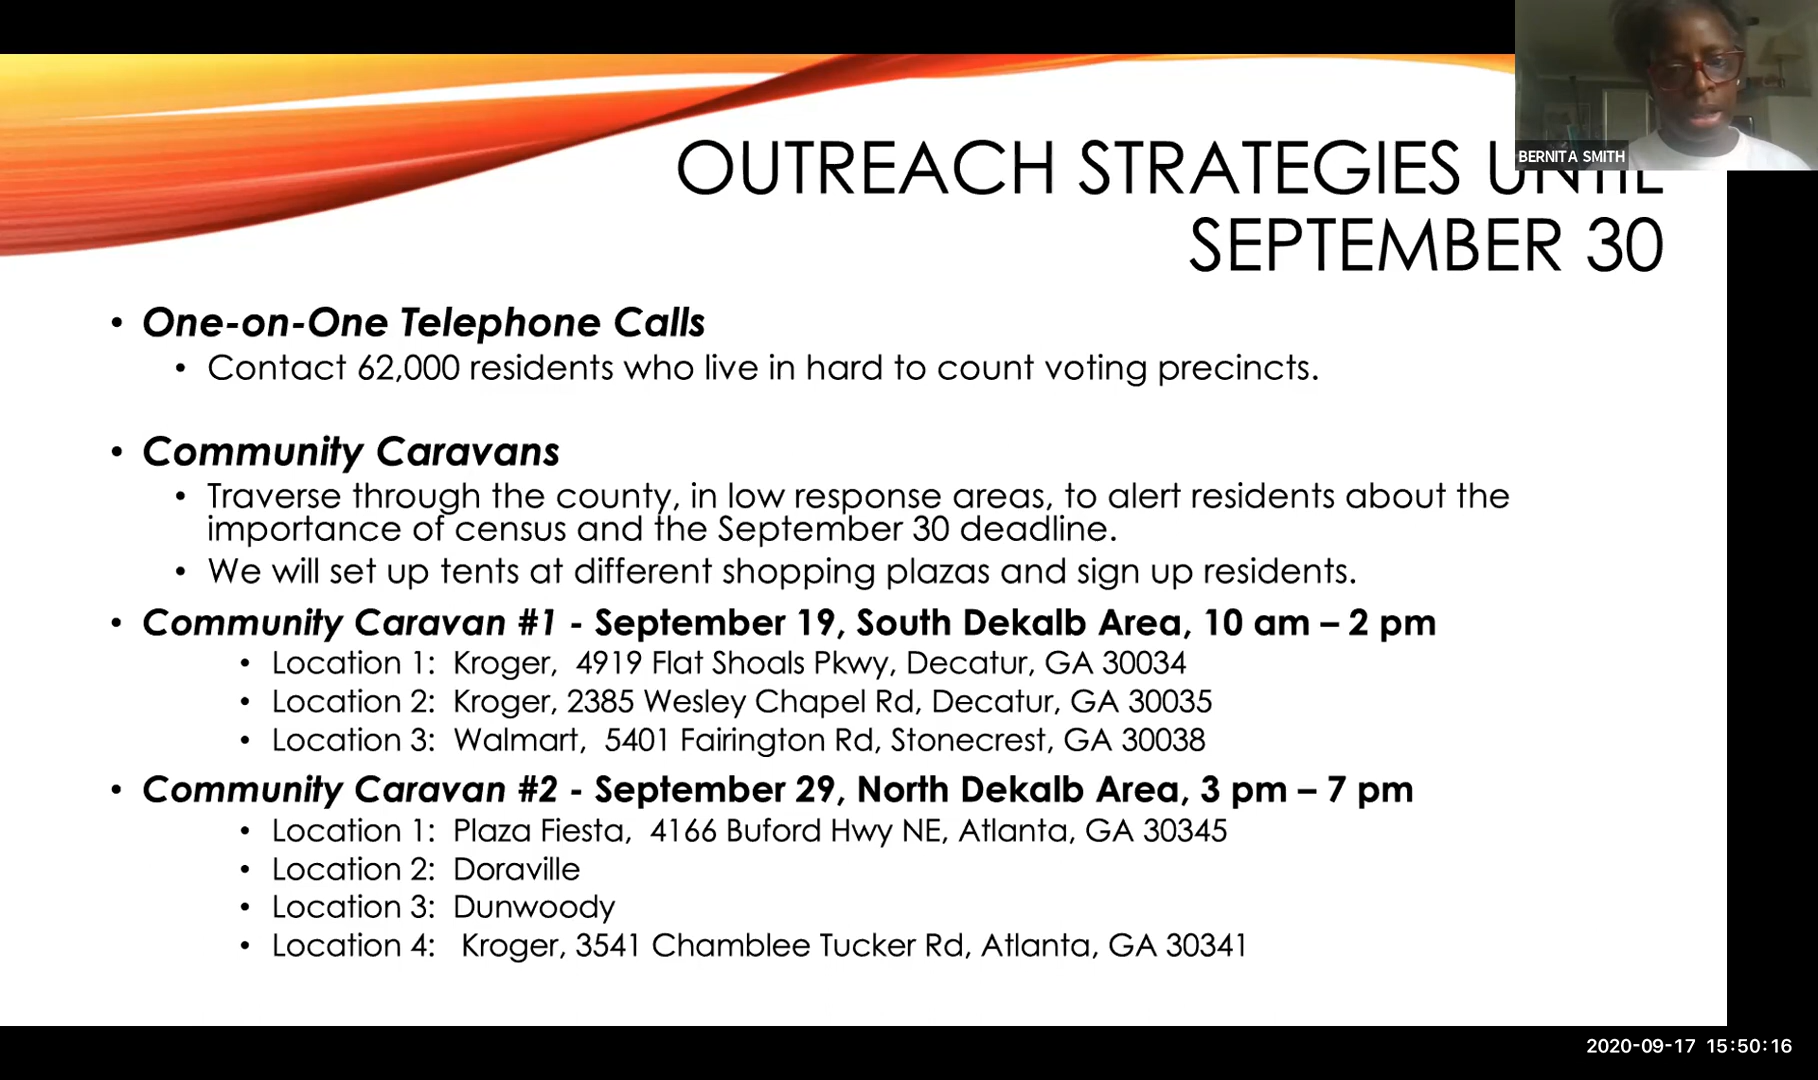 OUTREACH STRATEGIES UNTIL
SEPTEMBER 30
BERNITA SMITH
• One-on-One Telephone Calls
• Contact 62,000 residents who live in hard to count voting precincts.
• Community Caravans
• Traverse through the county, in low response areas, to alert residents about the
importance of census and the September 30 deadline.
• We will set up tents at different shopping plazas and sign up residents.
• Community Caravan #1 - September 19, South Dekalb Area, 10 am – 2 pm
• Location 1: Kroger, 4919 Flat Shoals Pkwy, Decatur, GA 30034
• Location 2: Kroger, 2385 Wesley Chapel Rd, Decatur, GA 30035
• Location 3: Walmart, 5401 Fairington Rd, Stonecrest, GA 30038
• Community Caravan #2 - September 29, North Dekalb Area, 3 pm – 7 pm
• Location 1: Plaza Fiesta, 4166 Buford Hwy NE, Atlanta, GA 30345
• Location 2: Doraville
• Location 3: Dunwoody
• Location 4: Kroger, 3541 Chamblee Tucker Rd, Atlanta, GA 30341
2020-09-17 15:50:16